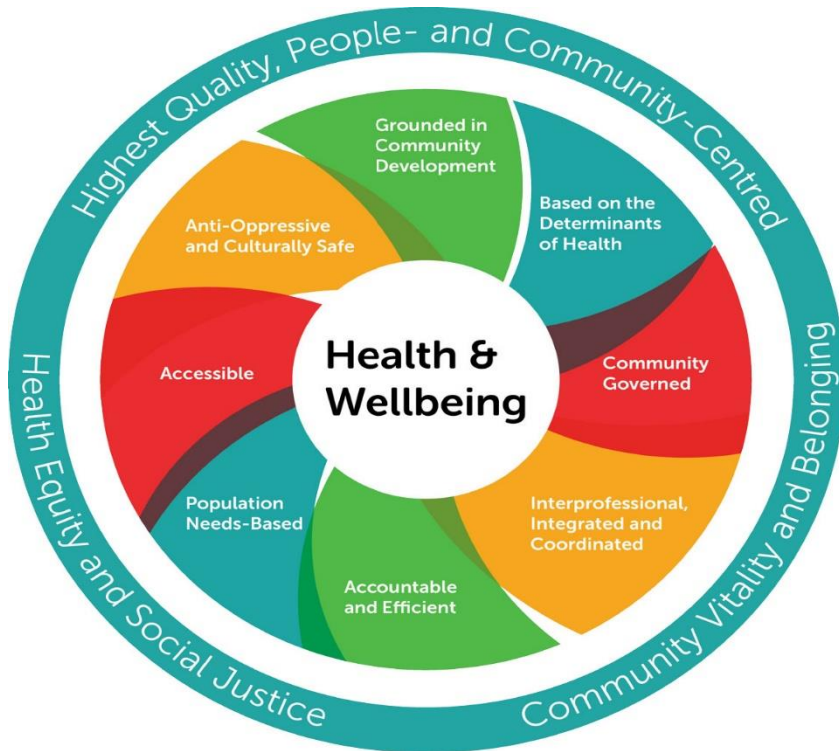 Highest Quality, People- and Community-Centred
Grounded in
Community
Development
Based on the
Determinants
of Health
Anti-Oppressive
and Culturally Safe
Accessible
Health &
Wellbeing
Community
Governed
Population
Needs-Based
Interprofessional,
Integrated and
Coordinated
Accountable
and Efficient
Health Equity and Social Justice
Community Vitality and Belonging